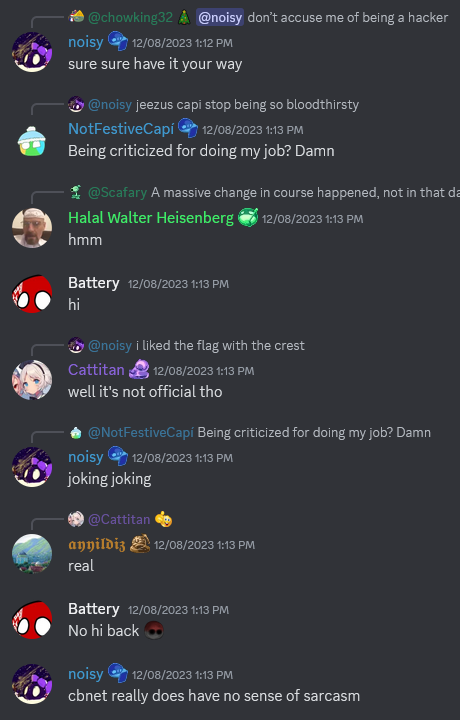 @chowking32 🎄 @noisy don't accuse me of being a hacker
noisy 12/08/2023 1:12 PM
sure sure have it your way
@noisy jeezus capi stop being so bloodthirsty
NotFestiveCapí 12/08/2023 1:13 PM
Being criticized for doing my job? Damn
@Scafary A massive change in course happened, not in that da
Halal Walter Heisenberg 12/08/2023 1:13 PM
hmm
Battery 12/08/2023 1:13 PM
hi
@noisy i liked the flag with the crest
Cattitan 12/08/2023 1:13 PM
well it's not official tho
@NotFestiveCapí Being criticized for doing my job? Damn
noisy 12/08/2023 1:13 PM
joking joking
@Cattitan
𝖆𝖞𝖞𝖎𝖑𝖉𝖎𝖟 12/08/2023 1:13 PM
real
Battery 12/08/2023 1:13 PM
No hi back
noisy 12/08/2023 1:13 PM
cbnet really does have no sense of sarcasm